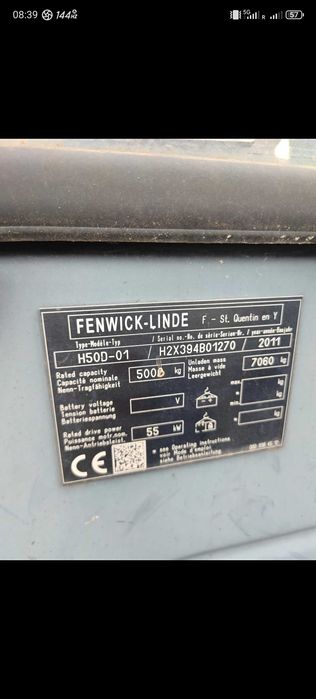 08:39 144
5G R 57
FENWICK-LINDE F. - St. Quentin en Y
Type-Modèle-Typ / Serial no.-No. de série-Serien-Nr. / year-année-Baujahr
H50D-01 / H2X394B01270 / 2011
Rated capacity
Capacité nominale
Nenn-Tragfähigkeit
5000 kg
Unladen mass
Masse à vide
Leergewicht
7060 kg
Battery voltage
Tension batterie
Batteriespannung
V
max.
* kg
min.
* kg
Rated drive power
Puissance motr.nom.
Nenn-Antriebsleist.
55 kW
* kg
CE
* see Operating instructions
voir Mode d'emploi
siehe Betriebsanleitung